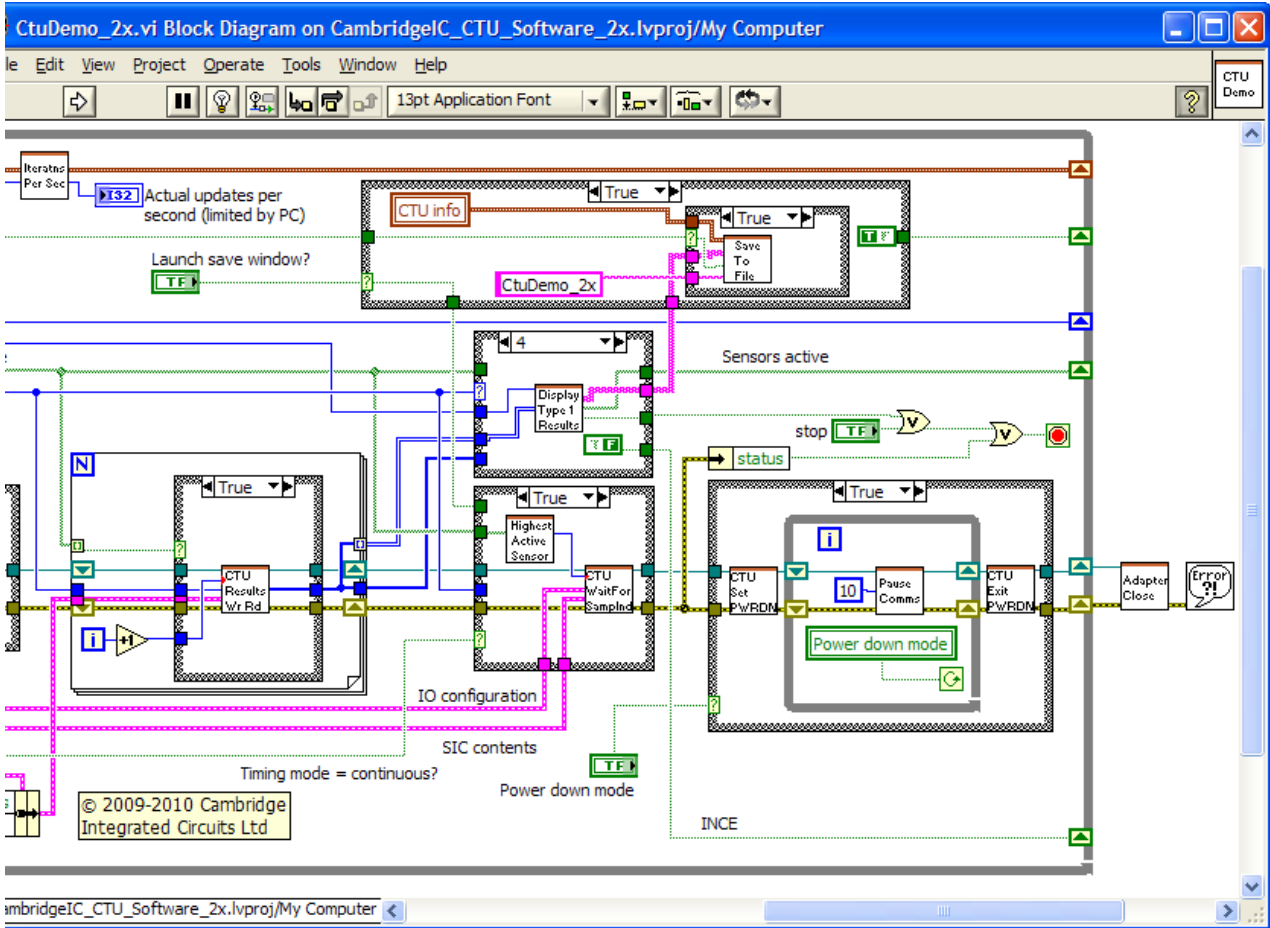 CtuDemo_2x.vi Block Diagram on CambridgeIC_CTU_Software_2x.lvproj/My Computer
le Edit View Project Operate Tools Window Help
13pt Application Font
CTU
Demo
Iteratns
Per Sec
I32
Actual updates per
second (limited by PC)
True
CTU info
True
Save
To
File
T
Launch save window?
TF
CtuDemo_2x
4
Sensors active
Display
Type 1
Results
F
stop
TF
V
V
status
N
True
True
True
Highest
Active
Sensor
i
CTU
Results
Wr Rd
CTU
WaitFor
SampInd
CTU
Set
PWRDN
10
Pause
Comms
CTU
Exit
PWRDN
Adapter
Close
Error
?!
i
+1
Power down mode
IO configuration
SIC contents
TF
Timing mode = continuous?
Power down mode
s
© 2009-2010 Cambridge
Integrated Circuits Ltd
INCE
ambridgeIC_CTU_Software_2x.lvproj/My Computer